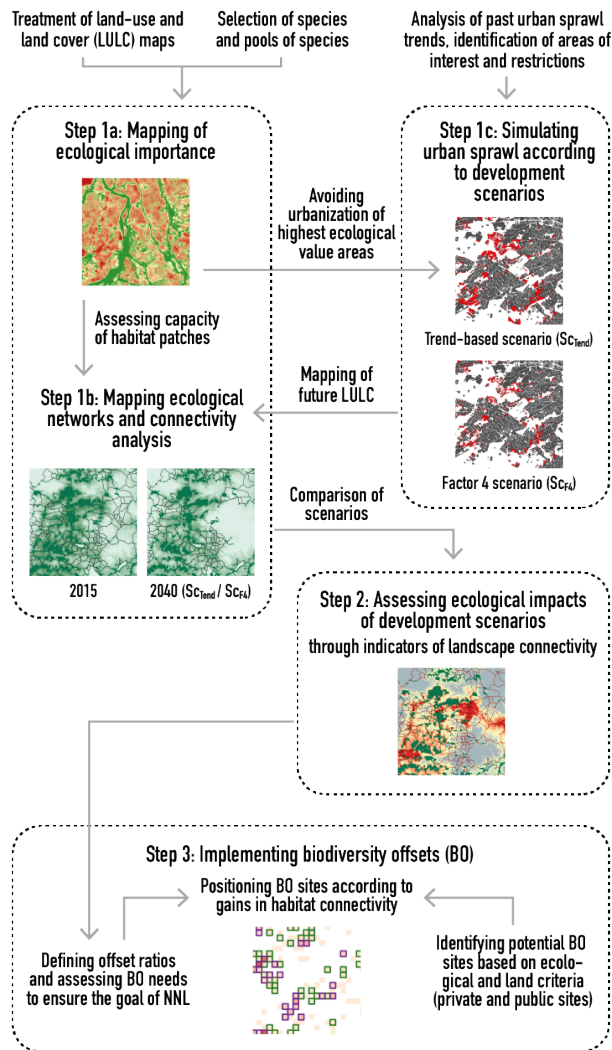 Treatment of land-use and
land cover (LULC) maps
Selection of species
and pools of species
Analysis of past urban sprawl
trends, identification of areas of
interest and restrictions
Step 1a: Mapping of
ecological importance
Step 1c: Simulating
urban sprawl according
to development
scenarios
Avoiding
urbanization of
highest ecological
value areas
Trend-based scenario (ScTend)
Assessing capacity
of habitat patches
Mapping of
future LULC
Step 1b: Mapping ecological
networks and connectivity
analysis
Factor 4 scenario (ScF4)
Comparison of
scenarios
2015
2040 (ScTend / ScF4)
Step 2: Assessing ecological impacts
of development scenarios
through indicators of landscape connectivity
Step 3: Implementing biodiversity offsets (BO)
Positioning BO sites according to
gains in habitat connectivity
Defining offset ratios
and assessing BO needs
to ensure the goal of NNL
Identifying potential BO
sites based on ecolo-
gical and land criteria
(private and public sites)